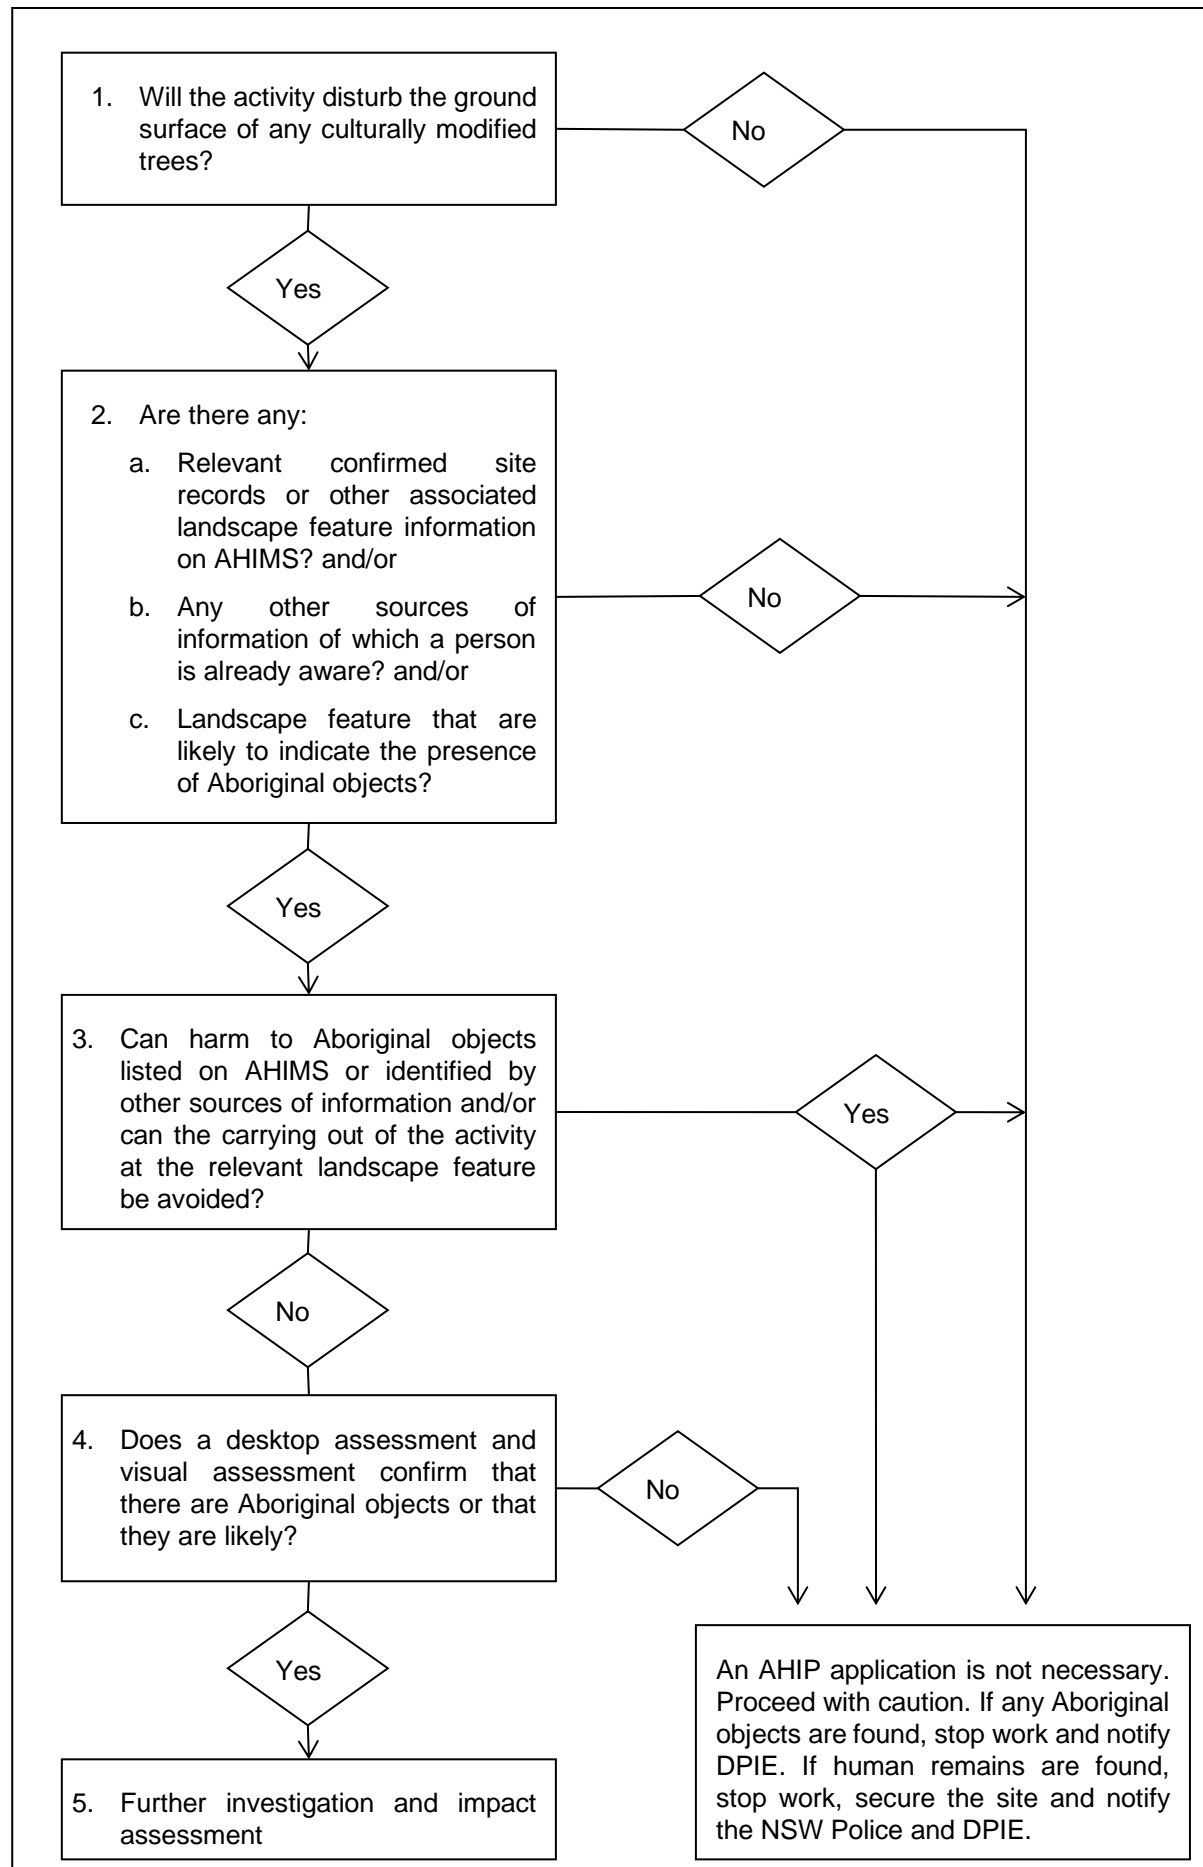 1. Will the activity disturb the ground
surface of any culturally modified
trees?
No
Yes
2. Are there any:
a. Relevant confirmed site
records or other associated
landscape feature information
on AHIMS? and/or
b. Any other sources of
information of which a person
is already aware? and/or
c. Landscape feature that are
likely to indicate the presence
of Aboriginal objects?
No
Yes
3. Can harm to Aboriginal objects
listed on AHIMS or identified by
other sources of information and/or
can the carrying out of the activity
at the relevant landscape feature
be avoided?
Yes
No
4. Does a desktop assessment and
visual assessment confirm that
there are Aboriginal objects or that
they are likely?
No
Yes
5. Further investigation and impact
assessment
An AHIP application is not necessary.
Proceed with caution. If any Aboriginal
objects are found, stop work and notify
DPIE. If human remains are found,
stop work, secure the site and notify
the NSW Police and DPIE.